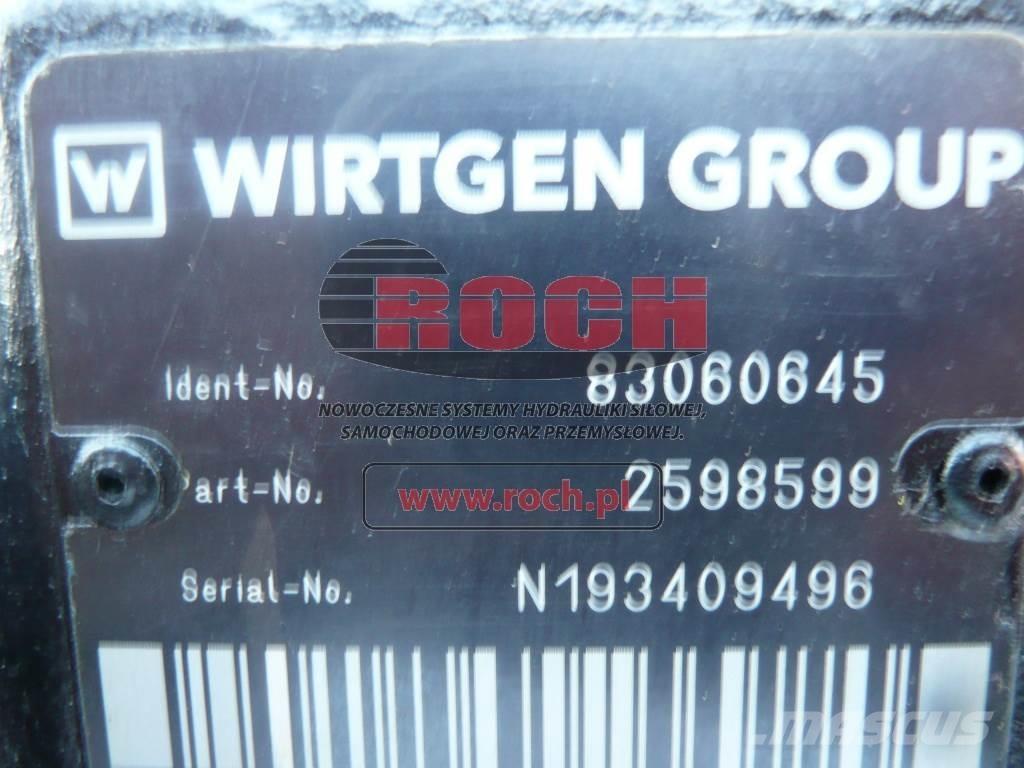 W WIRTGEN GROUP
ROCH
Ident-No. 83060645
NOWOCZESNE SYSTEMY HYDRAULIKI SIŁOWEJ,
SAMOCHODOWEJ ORAZ PRZEMYSŁOWEJ.
Part-No. 2598599
www.roch.pl
Serial-No. N193409496
MASCUS